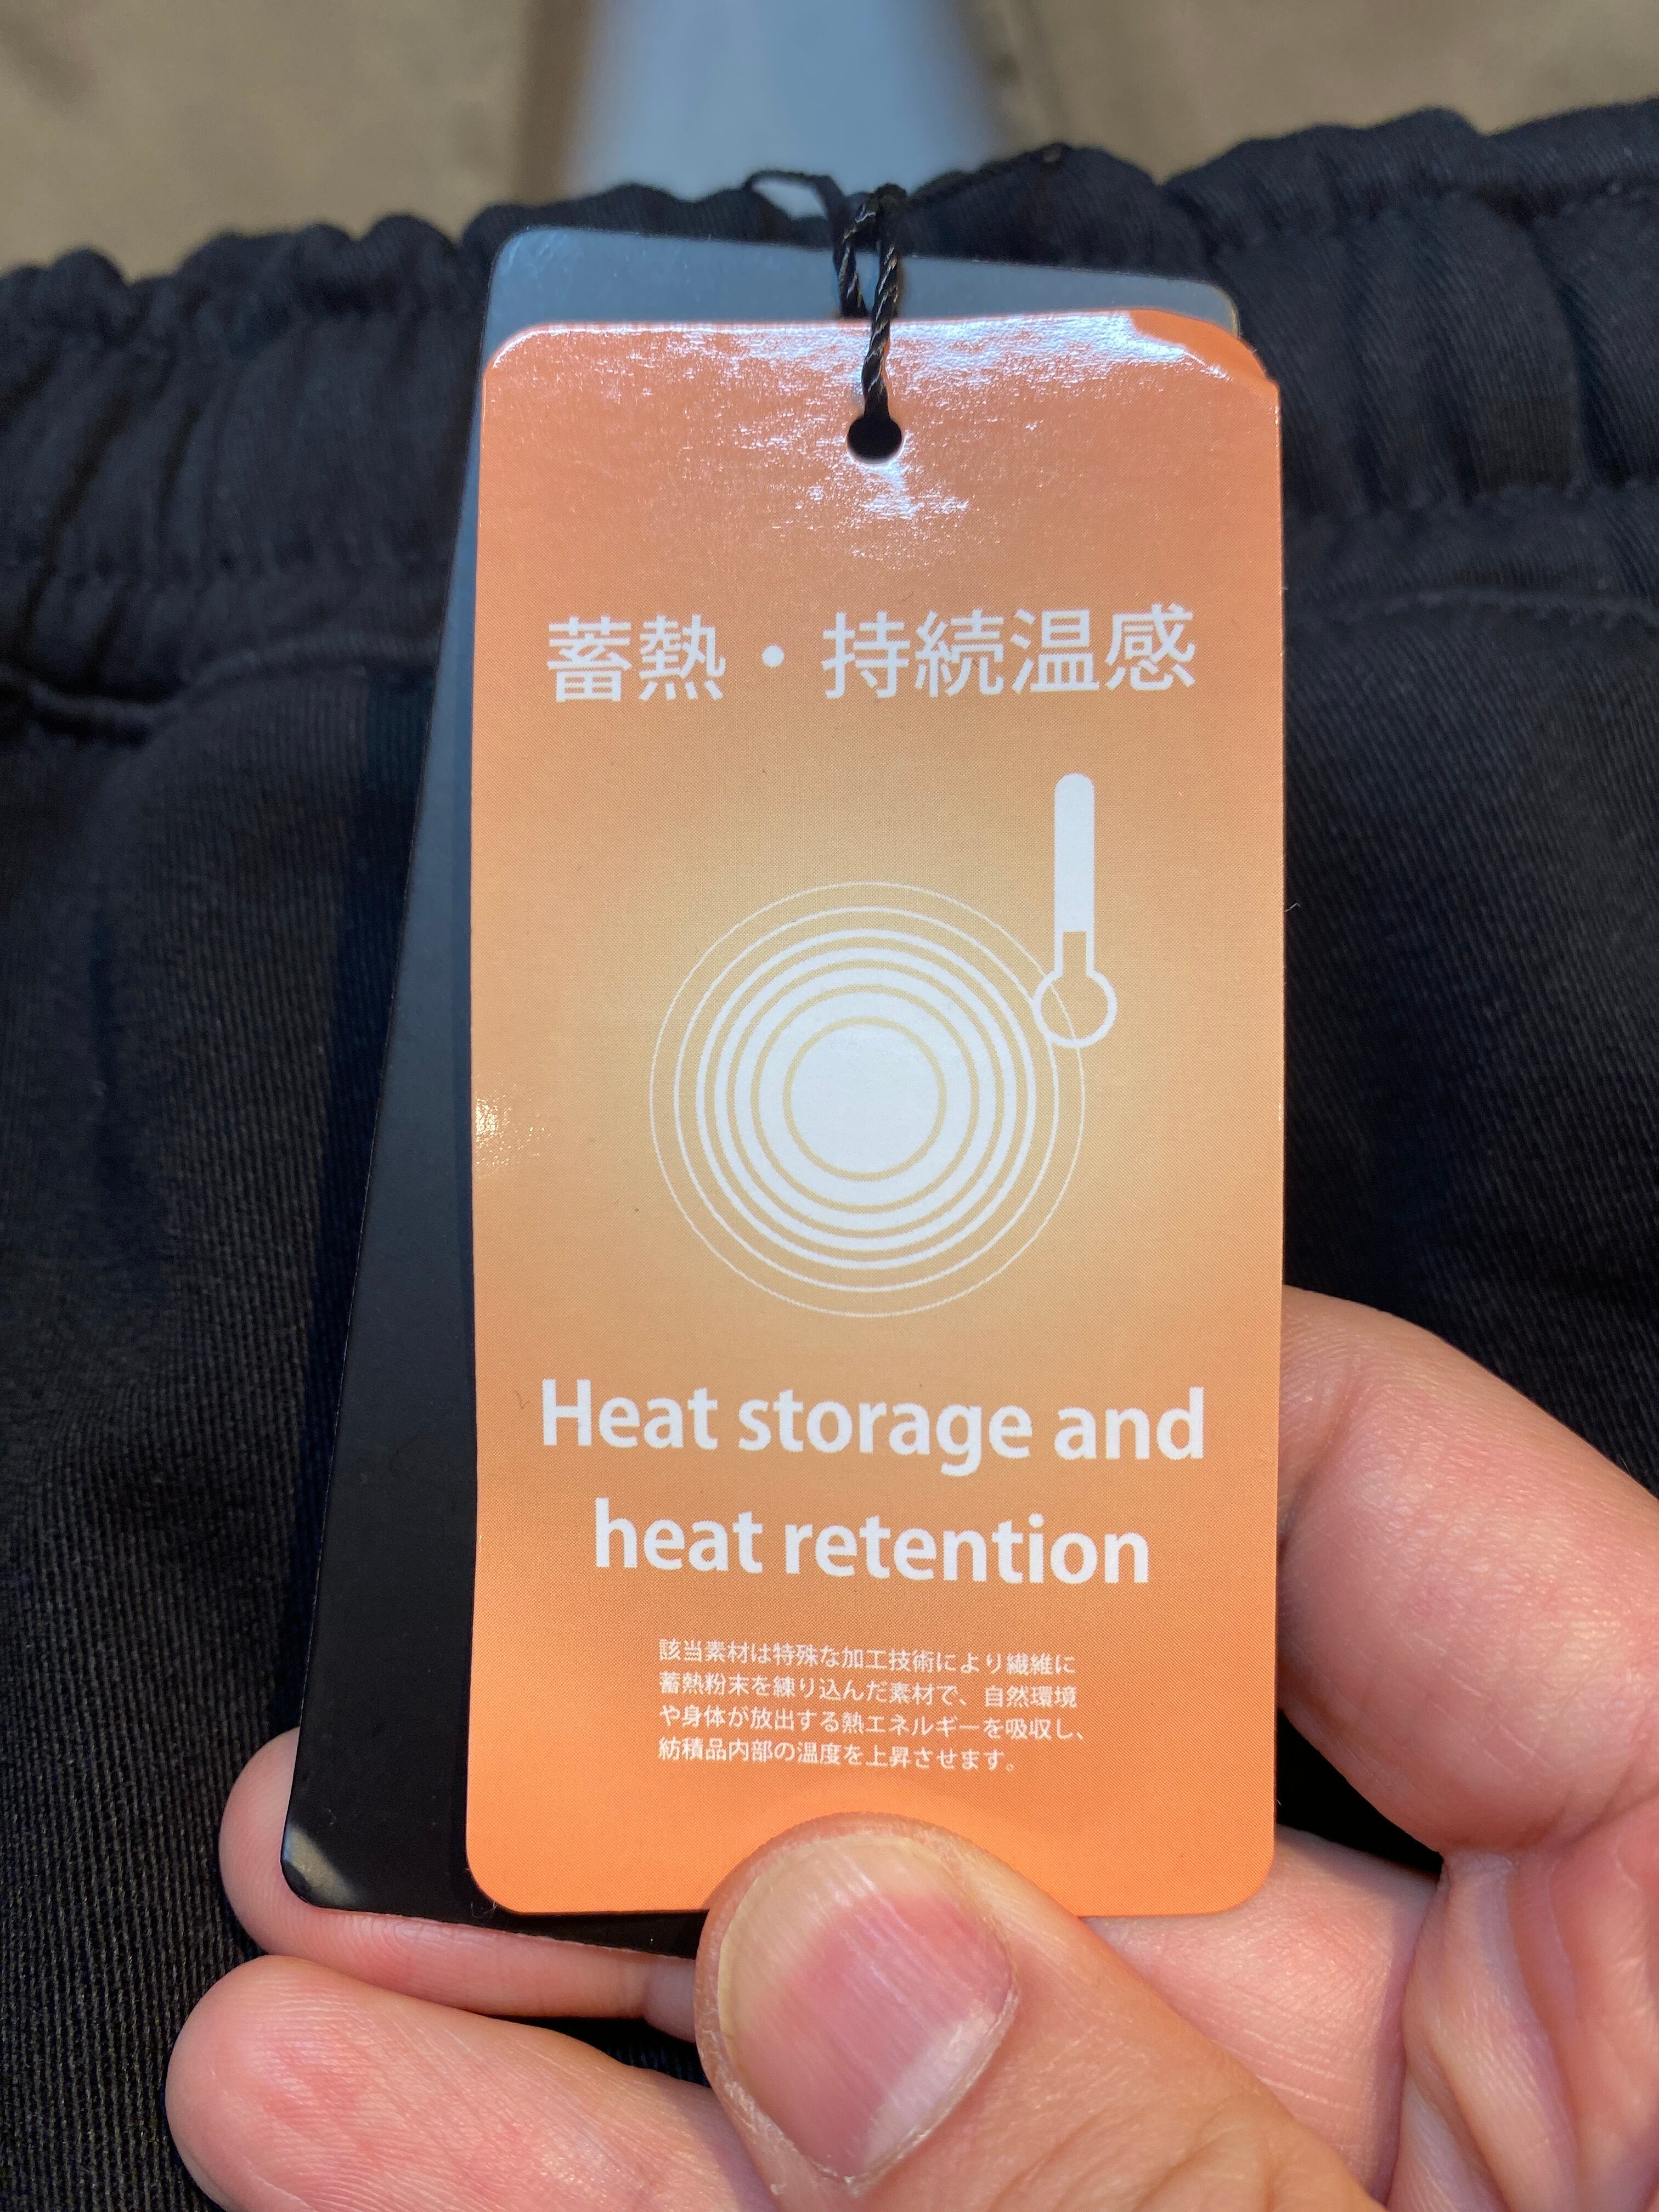 蓄熱・持続温感
Heat storage and
heat retention
該当素材は特殊な加工技術により繊維に
蓄熱粉末を練り込んだ素材で、自然環境
や身体が放出する熱エネルギーを吸収し、
紡積品内部の温度を上昇させます。